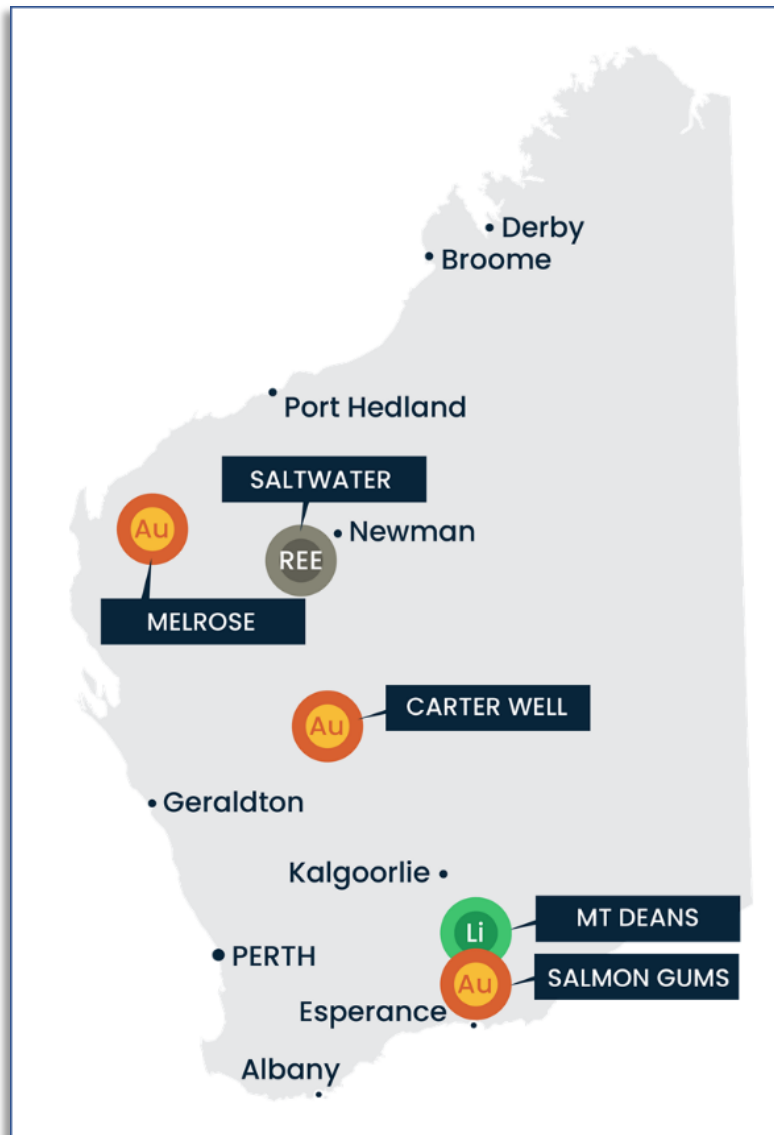 Derby
Broome
Port Hedland
SALTWATER
Au
Newman
REE
MELROSE
CARTER WELL
Au
Geraldton
Kalgoorlie
MT DEANS
Li
PERTH
SALMON GUMS
Au
Esperance
Albany